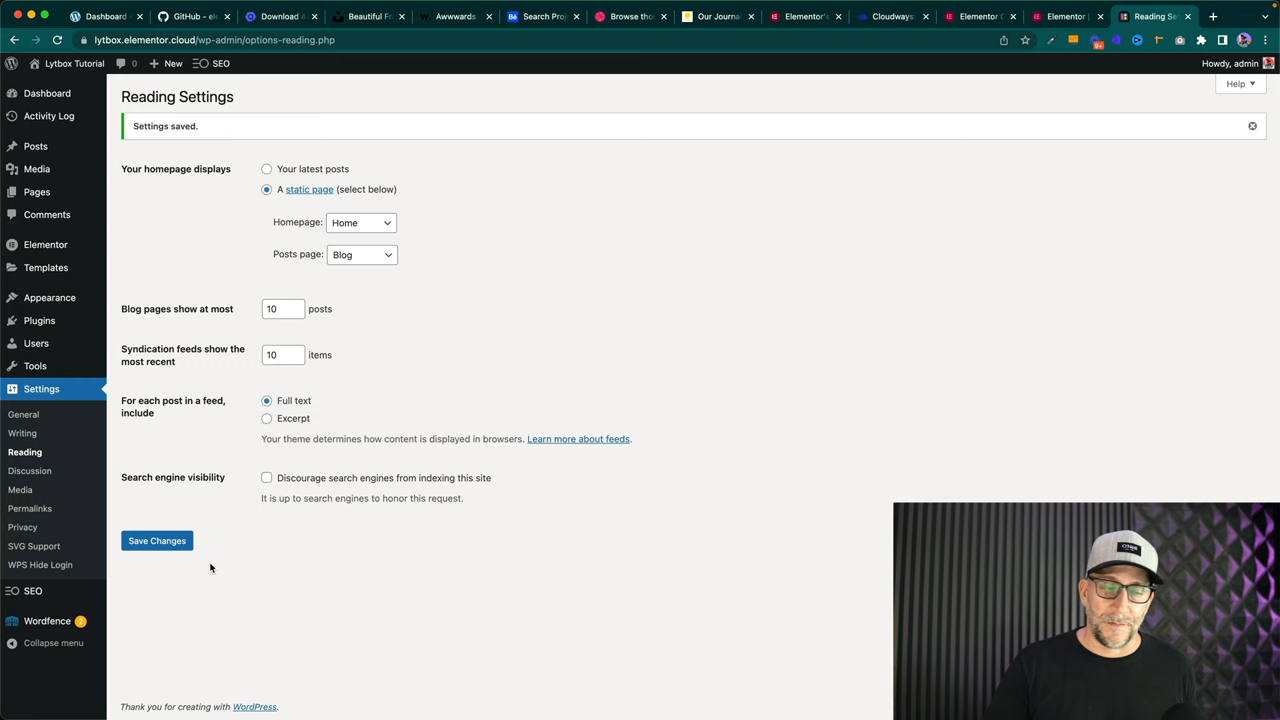 Dashboard
GitHub - el
Download 4
Beautiful Fr
Awwwards
Search Proj
Browse tho
Our Journa
Elementor's
Cloudways
Elementor C
Elementor |
Reading Se
lytbox.elementor.cloud/wp-admin/options-reading.php
9+
Lytbox Tutorial
0
New
SEO
Howdy, admin
Dashboard
Activity Log
Posts
Media
Pages
Comments
Elementor
Templates
Appearance
Plugins
Users
Tools
Settings
General
Writing
Reading
Discussion
Media
Permalinks
Privacy
SVG Support
WPS Hide Login
SEO
Wordfence 2
Collapse menu
Help
Reading Settings
Settings saved.
Your homepage displays
Your latest posts
A static page (select below)
Homepage: Home
Posts page: Blog
Blog pages show at most
10 posts
Syndication feeds show the
most recent
10 items
For each post in a feed,
include
Full text
Excerpt
Your theme determines how content is displayed in browsers. Learn more about feeds.
Search engine visibility
Discourage search engines from indexing this site
It is up to search engines to honor this request.
Save Changes
Thank you for creating with WordPress.